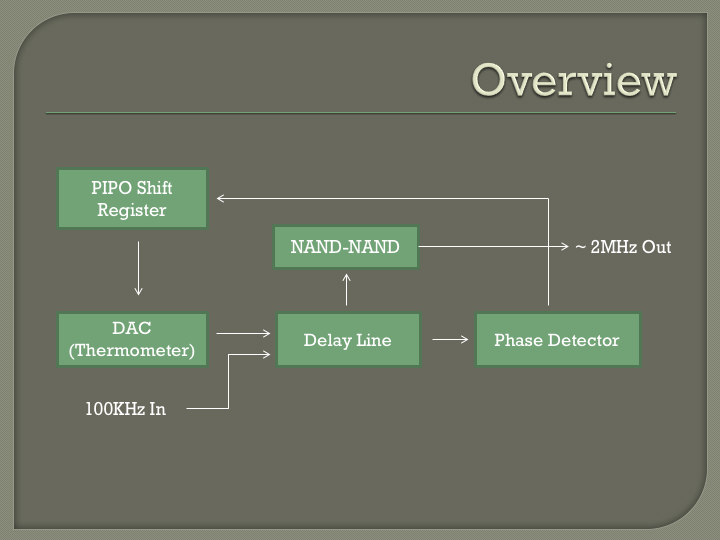 Overview
PIPO Shift
Register
NAND-NAND
~ 2MHz Out
DAC
(Thermometer)
Delay Line
Phase Detector
100KHz In